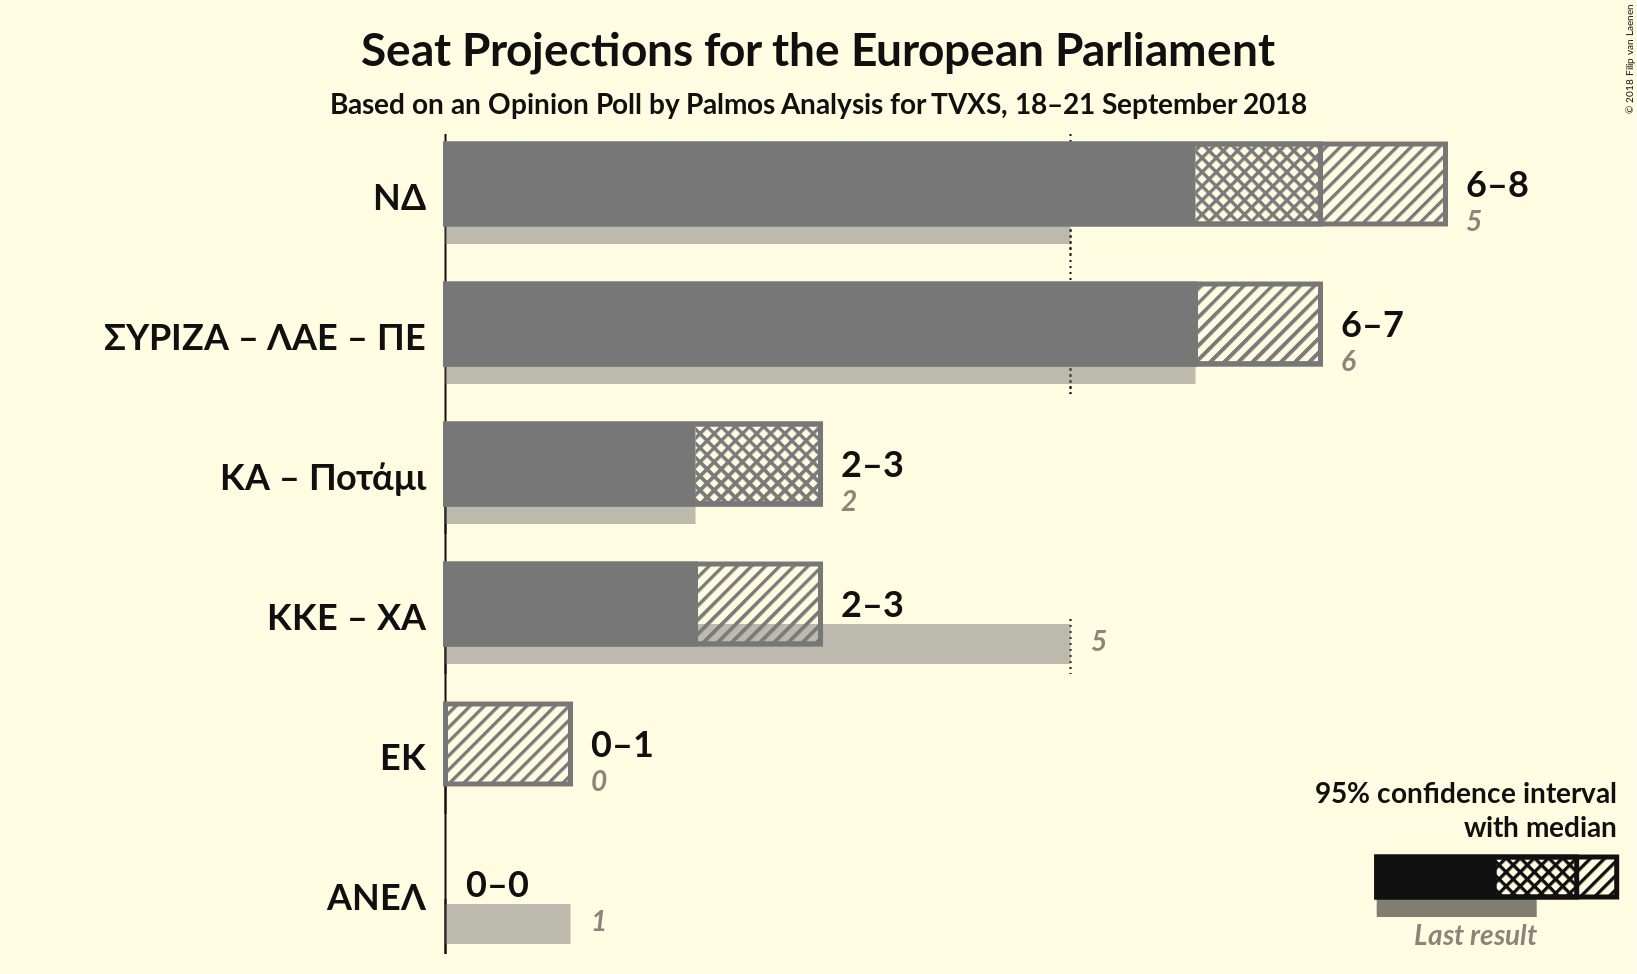 Seat Projections for the European Parliament
Based on an Opinion Poll by Palmos Analysis for TVXS, 18–21 September 2018
© 2018 Filip van Laenen
ΝΔ
6–8
5
ΣΥΡΙΖΑ – ΛΑΕ – ΠΕ
6–7
6
ΚΑ – Ποτάμι
2–3
2
ΚΚΕ – ΧΑ
2–3
5
ΕΚ
0–1
0
ΑΝΕΛ
0–0
1
95% confidence interval
with median
Last result